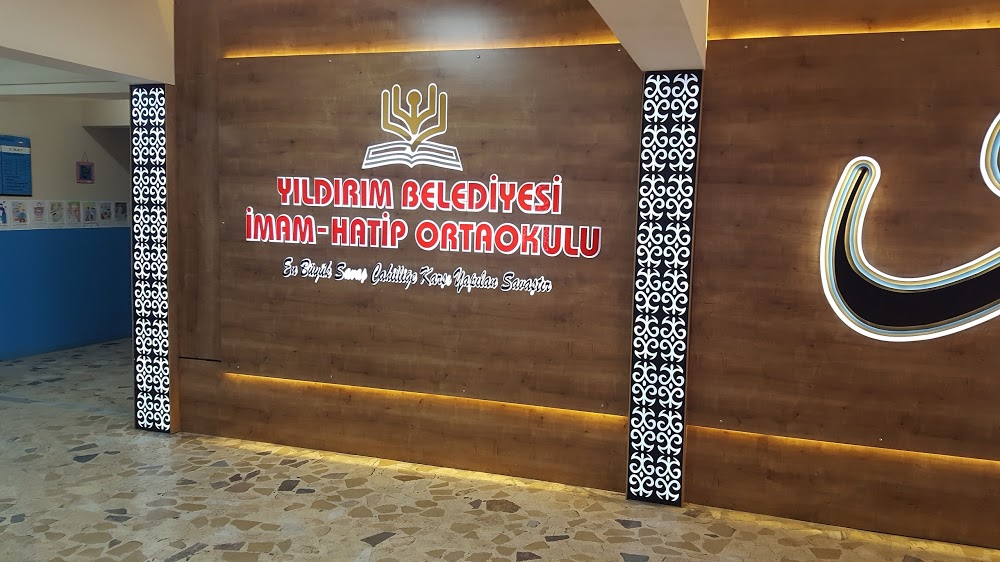 YILDIRIM BELEDİYESİ
İMAM-HATİP ORTAOKULU
En Büyük Savaş Cahilliğe Karşı Yapılan Savaştır